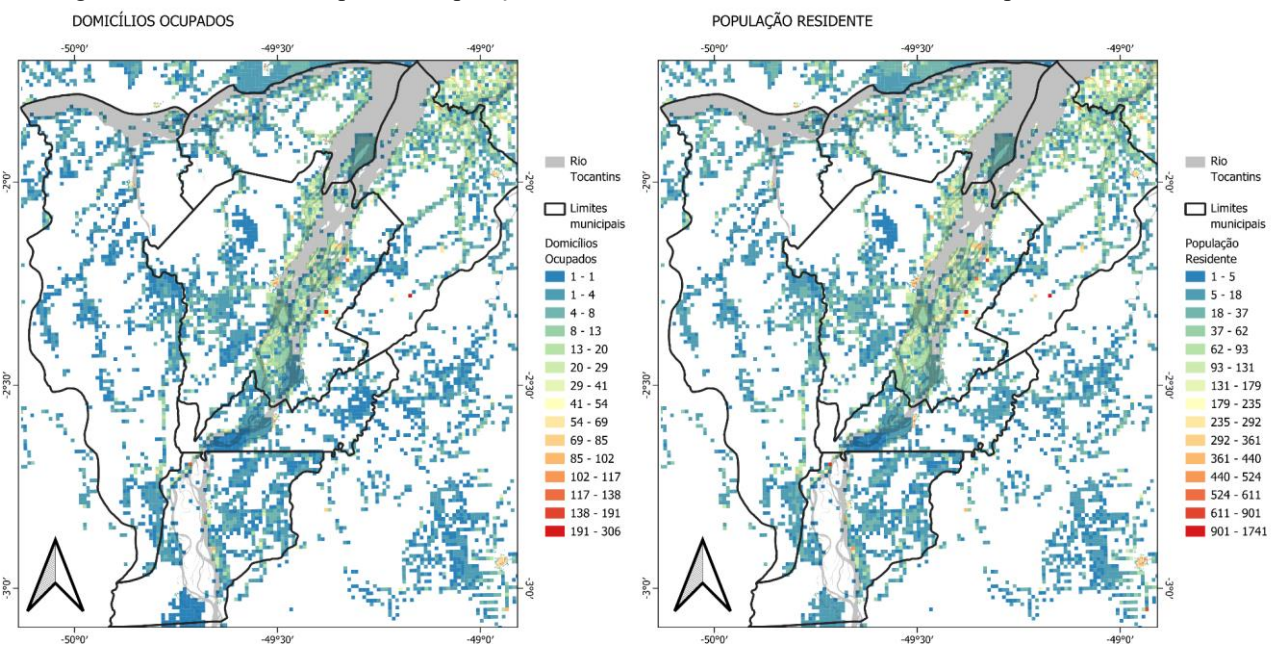 DOMICÍLIOS OCUPADOS
-50°0'
-49°30'
-49°0'
-2°0'
-2°0'
-2°30'
-2°30'
-3°0'
-3°0'
-50°0'
-49°30'
-49°0'
Rio
Tocantins
Limites
municipais
Domicílios
Ocupados
1 - 1
1 - 4
4 - 8
8 - 13
13 - 20
20 - 29
29 - 41
41 - 54
54 - 69
69 - 85
85 - 102
102 - 117
117 - 138
138 - 191
191 - 306
POPULAÇÃO RESIDENTE
-50°0'
-49°30'
-49°0'
-2°0'
-2°0'
-2°30'
-2°30'
-3°0'
-3°0'
-50°0'
-49°30'
-49°0'
Rio
Tocantins
Limites
municipais
População
Residente
1 - 5
5 - 18
18 - 37
37 - 62
62 - 93
93 - 131
131 - 179
179 - 235
235 - 292
292 - 361
361 - 440
440 - 524
524 - 611
611 - 901
901 - 1741